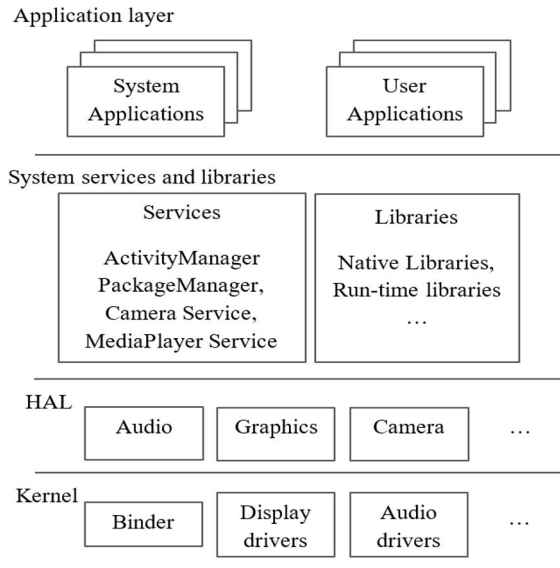 Application layer
System
Applications
User
Applications
System services and libraries
Services
ActivityManager
PackageManager,
Camera Service,
MediaPlayer Service
Libraries
Native Libraries,
Run-time libraries
…
HAL
Audio
Graphics
Camera
…
Kernel
Binder
Display
drivers
Audio
drivers
…